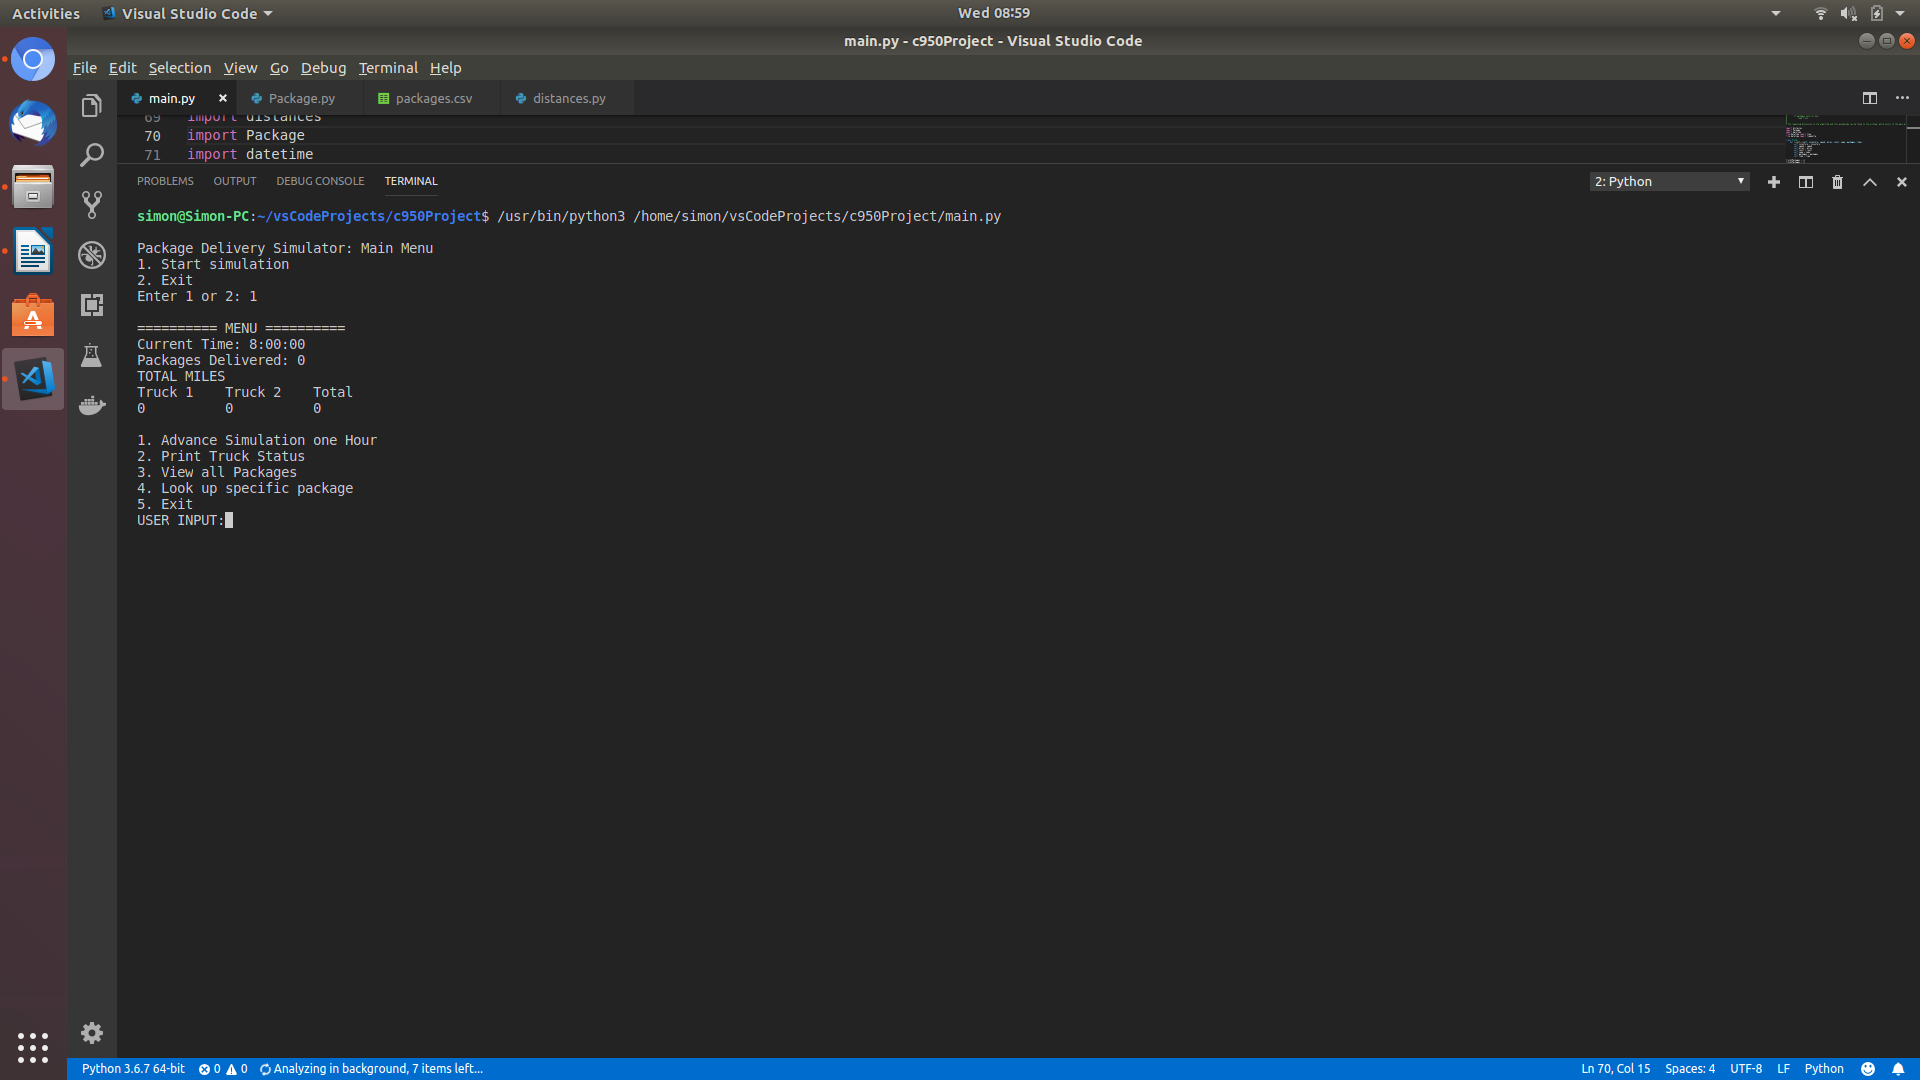 Activities Visual Studio Code Wed 08:59
main.py - c950Project - Visual Studio Code
File Edit Selection View Go Debug Terminal Help
main.py Package.py packages.csv distances.py
69 import distances
70 import Package
71 import datetime
PROBLEMS OUTPUT DEBUG CONSOLE TERMINAL 2: Python
simon@Simon-PC:~/vsCodeProjects/c950Project$ /usr/bin/python3 /home/simon/vsCodeProjects/c950Project/main.py
Package Delivery Simulator: Main Menu
1. Start simulation
2. Exit
Enter 1 or 2: 1
========== MENU ==========
Current Time: 8:00:00
Packages Delivered: 0
TOTAL MILES
Truck 1 Truck 2 Total
0 0 0
1. Advance Simulation one Hour
2. Print Truck Status
3. View all Packages
4. Look up specific package
5. Exit
USER INPUT:
Python 3.6.7 64-bit 0 0 Analyzing in background, 7 items left... Ln 70, Col 15 Spaces: 4 UTF-8 LF Python